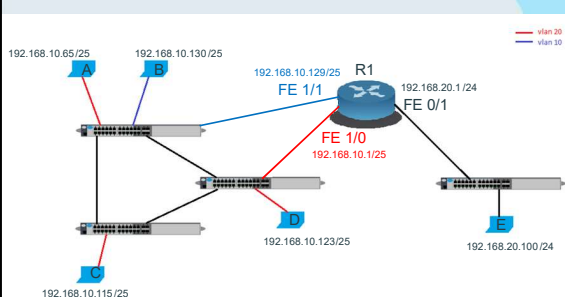 vlan 20
vlan 10
192.168.10.65/25
192.168.10.130/25
A
B
192.168.10.129/25
FE 1/1
R1
192.168.20.1 /24
FE 0/1
FE 1/0
192.168.10.1/25
D
192.168.10.123/25
E
192.168.20.100 /24
C
192.168.10.115 /25